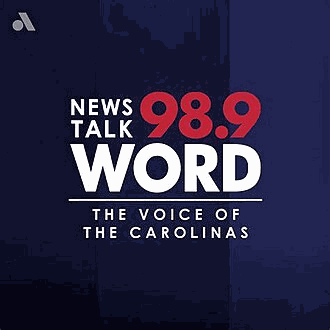 NEWS 98.9
TALK
WORD
THE VOICE OF
THE CAROLINAS